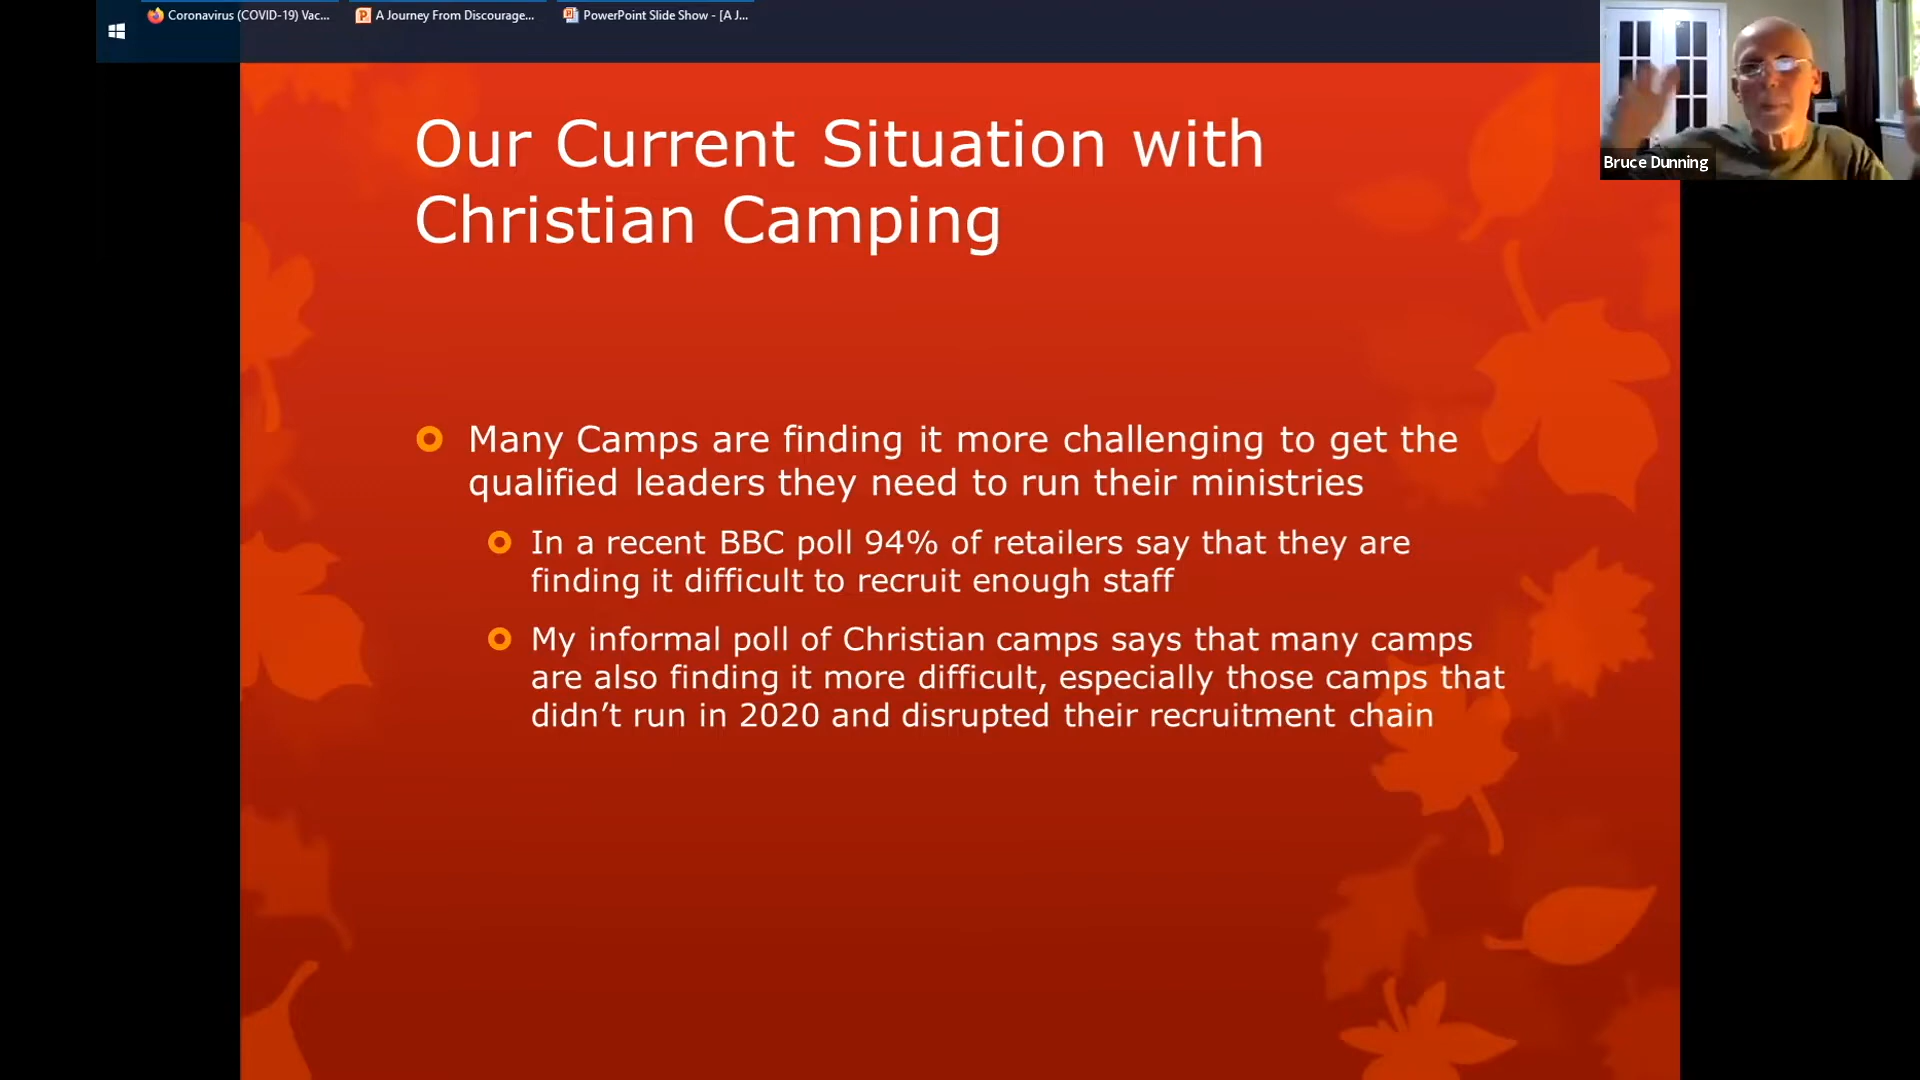 Coronavirus (COVID-19) Vac...
A Journey From Discourage...
PowerPoint Slide Show - [A J...
Bruce Dunning
Our Current Situation with
Christian Camping
Many Camps are finding it more challenging to get the
qualified leaders they need to run their ministries
In a recent BBC poll 94% of retailers say that they are
finding it difficult to recruit enough staff
My informal poll of Christian camps says that many camps
are also finding it more difficult, especially those camps that
didn’t run in 2020 and disrupted their recruitment chain